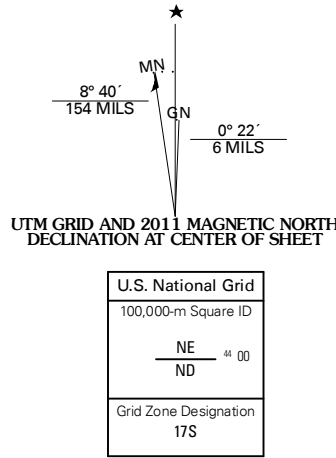 ★
MN
GN
8° 40´
154 MILS
0° 22´
6 MILS
UTM GRID AND 2011 MAGNETIC NORTH
DECLINATION AT CENTER OF SHEET
U.S. National Grid
100,000-m Square ID
NE
44 00
ND
Grid Zone Designation
17S